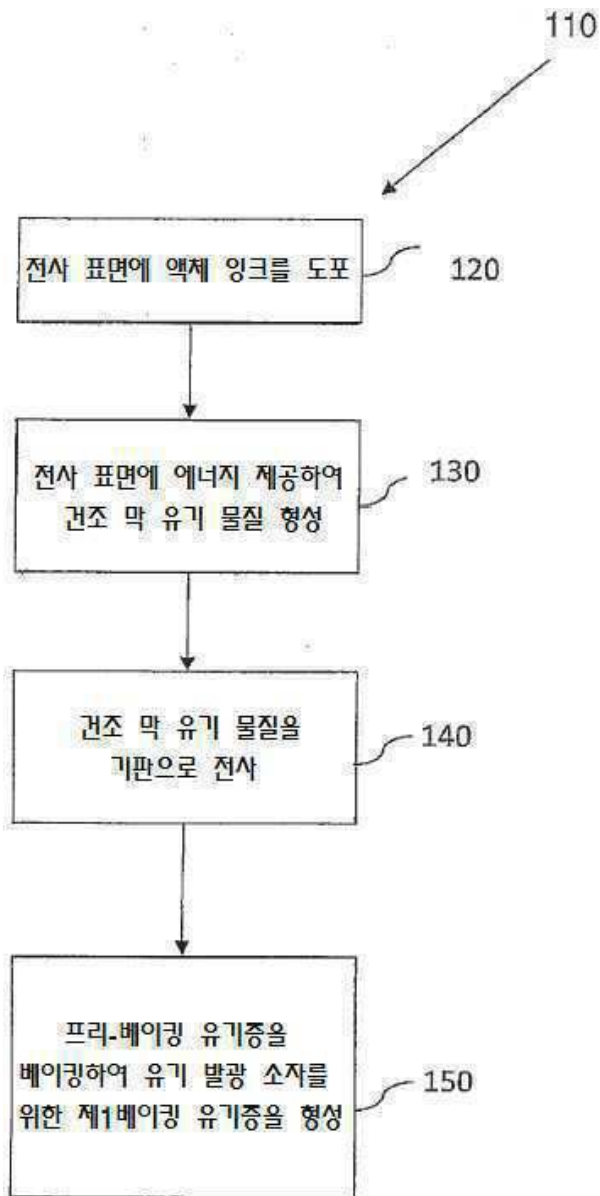 110
전사 표면에 액체 잉크를 도포
120
전사 표면에 에너지 제공하여
건조 막 유기 물질 형성
130
건조 막 유기 물질을
기판으로 전사
140
프리-베이킹 유기층을
베이킹하여 유기 발광 소자를
위한 제1베이킹 유기층을 형성
150